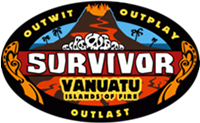 OUTWIT OUTPLAY
SURVIVOR
VANUATU
ISLANDS OF FIRE
OUTLAST